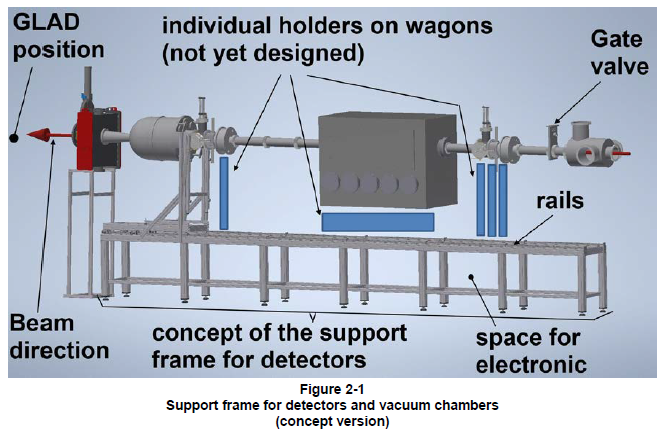 GLAD
position
individual holders on wagons
(not yet designed)
Gate
valve
rails
Beam
direction
concept of the support
frame for detectors
space for
electronic
Figure 2-1
Support frame for detectors and vacuum chambers
(concept version)